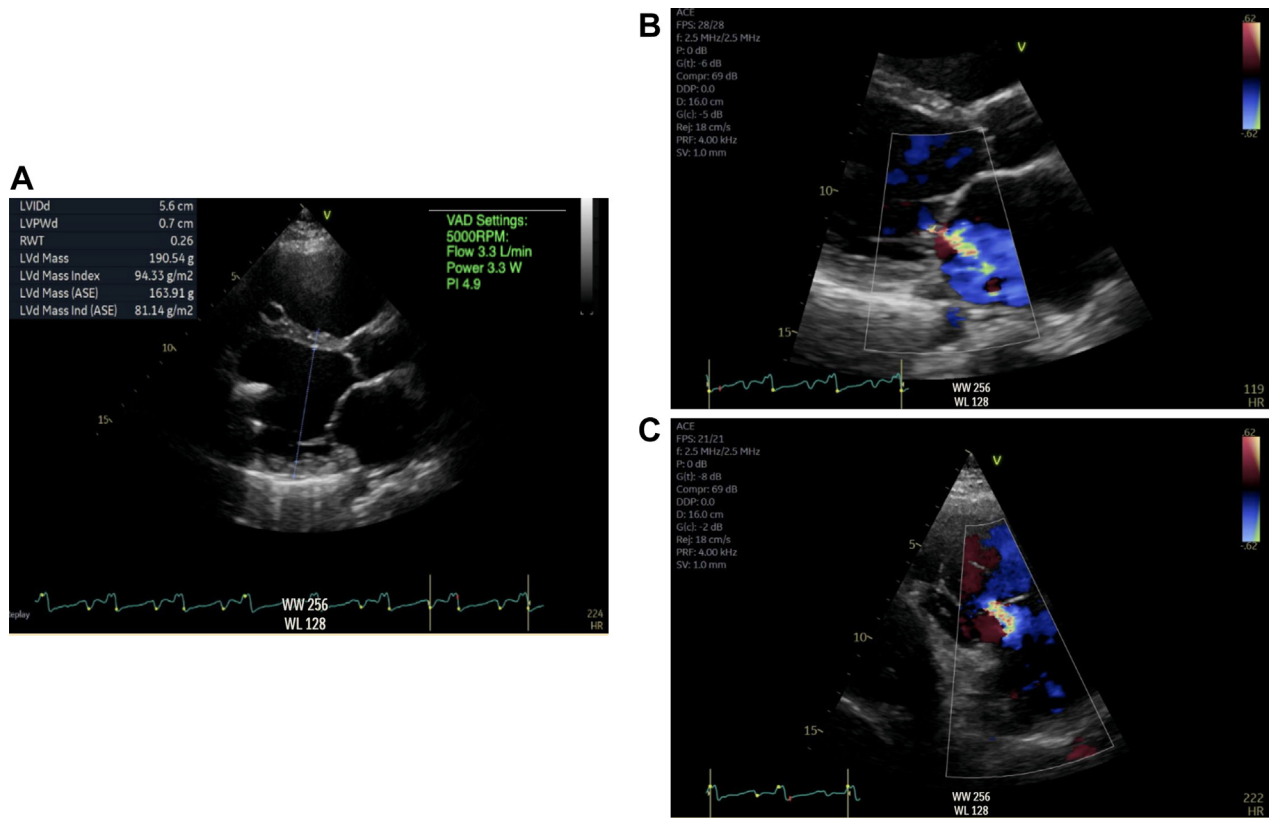 A
LVIDd 5.6 cm
LVPWd 0.7 cm
RWT 0.26
LVd Mass 190.54 g
LVd Mass Index 94.33 g/m2
LVd Mass (ASE) 163.91 g
LVd Mass Ind (ASE) 81.14 g/m2
V
VAD Settings:
5000RPM:
Flow 3.3 L/min
Power 3.3 W
PI 4.9
5
10
15
WW 256
WL 128
eplay
224
HR
B
ACE
FPS: 28/28
f: 2.5 MHz/2.5 MHz
P: 0 dB
G(t): -6 dB
Compr: 69 dB
DDP: 0.0
D: 16.0 cm
G(c): -5 dB
Rej: 18 cm/s
PRF: 4.00 kHz
SV: 1.0 mm
V
.62
-.62
10
15
WW 256
WL 128
119
HR
C
ACE
FPS: 21/21
f: 2.5 MHz/2.5 MHz
P: 0 dB
G(t): -8 dB
Compr: 69 dB
DDP: 0.0
D: 16.0 cm
G(c): -2 dB
Rej: 18 cm/s
PRF: 4.00 kHz
SV: 1.0 mm
V
.62
-.62
5
10
15
WW 256
WL 128
222
HR